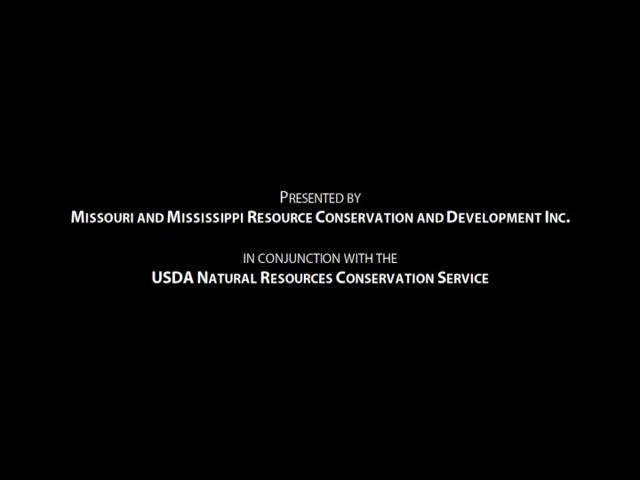 Presented by
Missouri and Mississippi Resource Conservation and Development Inc.
in conjunction with the
USDA Natural Resources Conservation Service